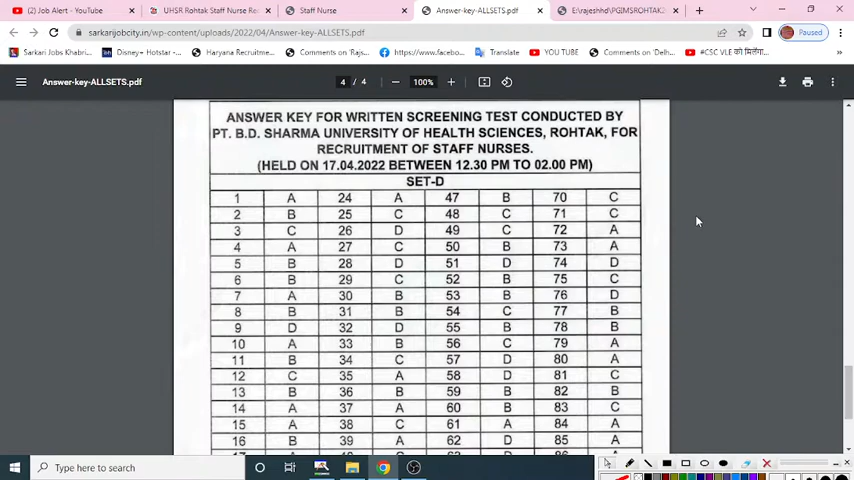 Job Alert - YouTube
UHSR Rohtak Staff Nurse Re
Staff Nurse
Answer-key-ALLSETS.pdf
E:\rajeshhd\PGIMSROHTAK2
sarkarijobcity.in/wp-content/uploads/2022/04/Answer-key-ALLSETS.pdf
Paused
Sarkari Jobs Khabri...
Disney+ Hotstar -...
Haryana Recruitme...
Comments on 'Rajs...
https://www.facebo...
Translate
YOU TUBE
Comments on 'Delh...
#CSC VLE को मिलेंगा...
Answer-key-ALLSETS.pdf
4 / 4
100%
ANSWER KEY FOR WRITTEN SCREENING TEST CONDUCTED BY
PT. B.D. SHARMA UNIVERSITY OF HEALTH SCIENCES, ROHTAK, FOR
RECRUITMENT OF STAFF NURSES.
(HELD ON 17.04.2022 BETWEEN 12.30 PM TO 02.00 PM)
SET-D
1 A 24 A 47 B 70 C
2 B 25 C 48 C 71 C
3 C 26 D 49 C 72 A
4 A 27 C 50 B 73 A
5 B 28 D 51 D 74 D
6 B 29 C 52 B 75 C
7 A 30 B 53 B 76 D
8 B 31 B 54 C 77 B
9 D 32 D 55 B 78 B
10 A 33 B 56 C 79 A
11 B 34 C 57 D 80 A
12 C 35 A 58 D 81 C
13 B 36 B 59 B 82 B
14 A 37 A 60 B 83 C
15 A 38 C 61 A 84 A
16 B 39 A 62 D 85 A
Type here to search